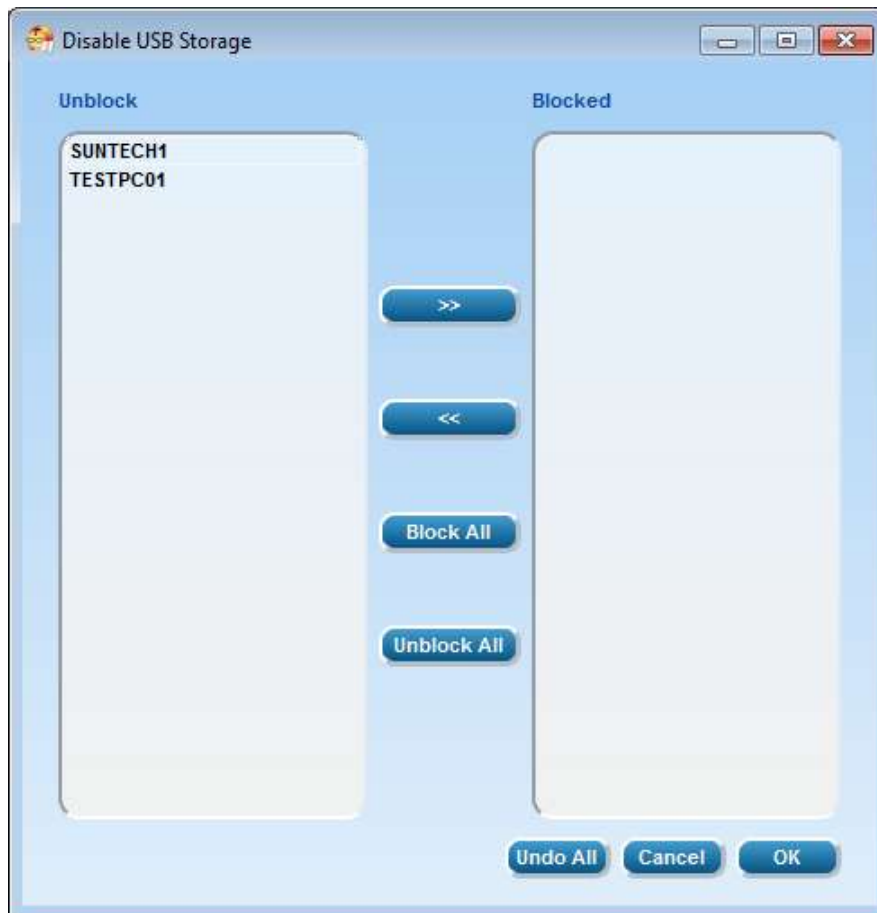 Disable USB Storage
Unblock
Blocked
SUNTECH1
TESTPC01
>>
<<
Block All
Unblock All
Undo All
Cancel
OK